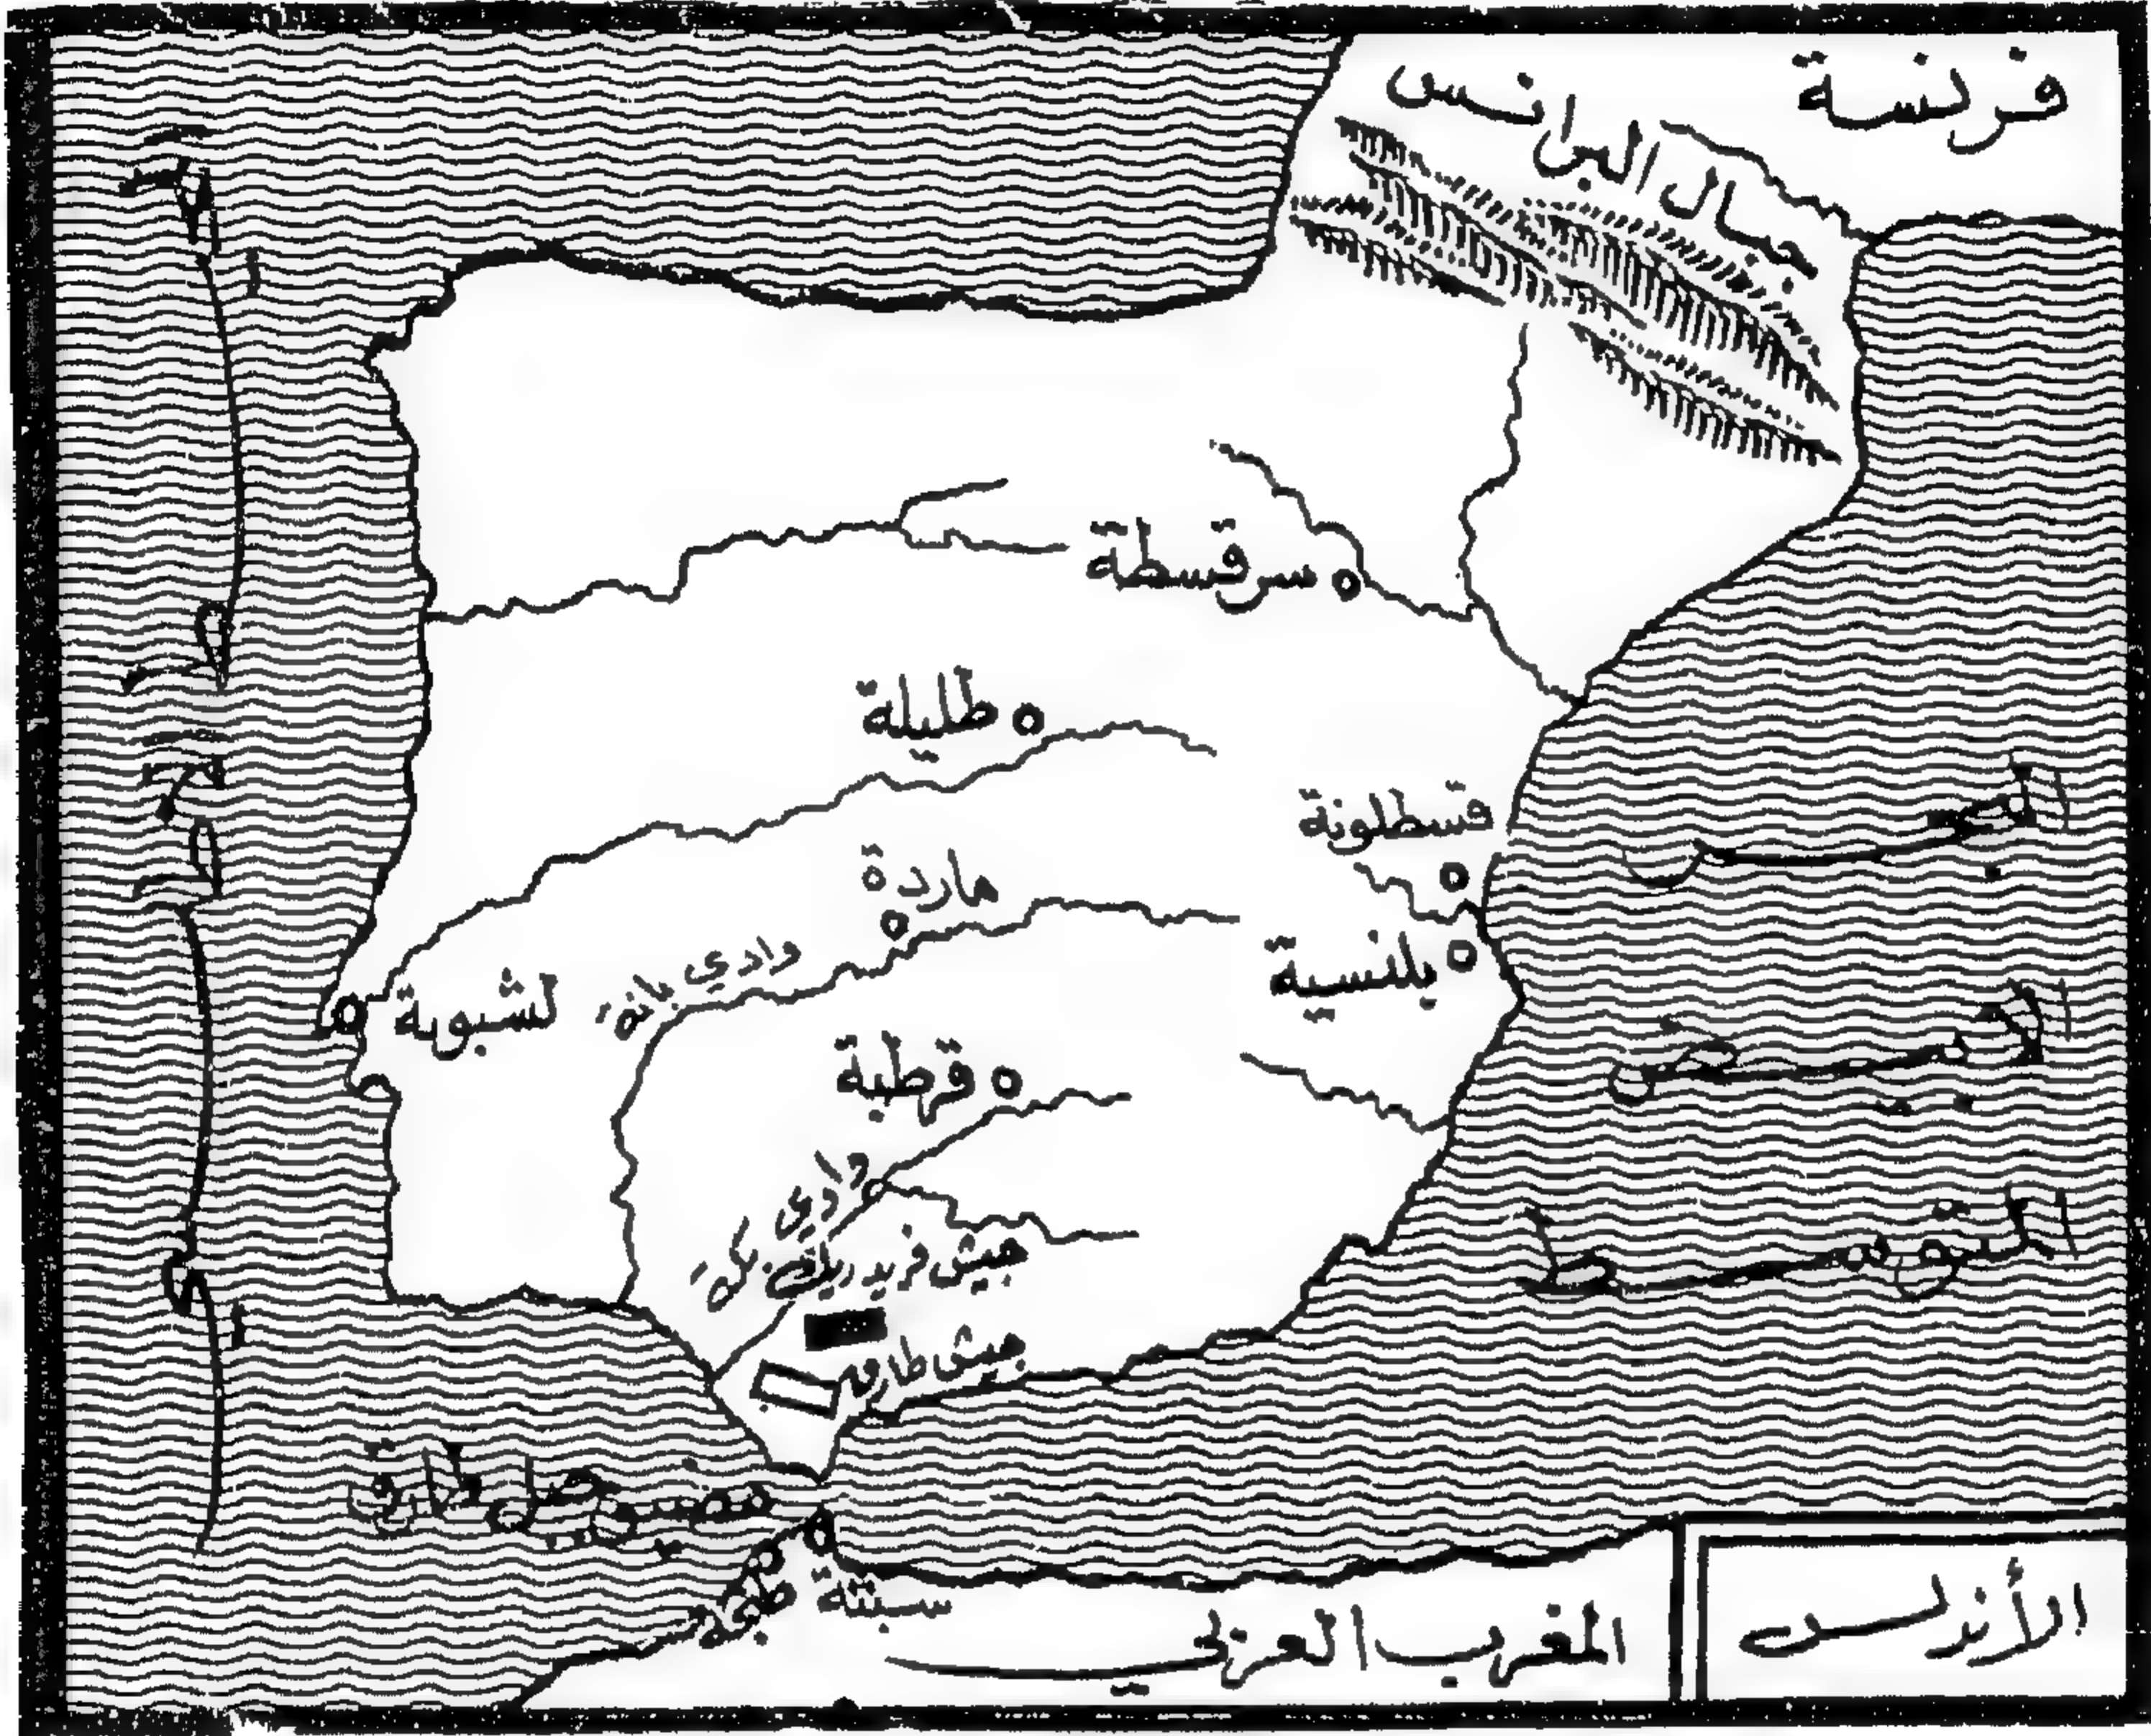 فرنسة
جبال البرانس
سرقسطة
طليلة
قسطلونة
ماردة
بلنسية
وادي يانة
لشبونة
قرطبة
وادي بكة
جيش فريدريك
جيش طارق
البحر
الأبيض
المتوسط
مضيق جبل طارق
سبتة
طنجة
المغرب العربي
الأندلس